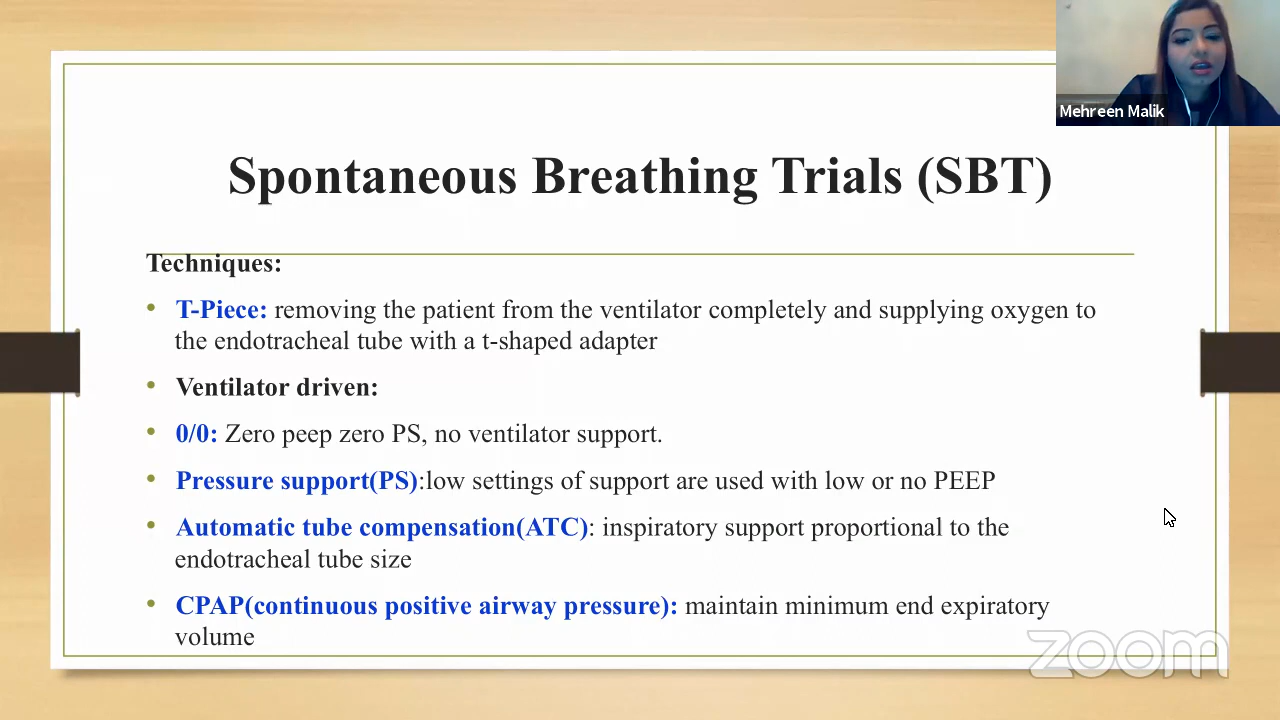 Mehreen Malik
Spontaneous Breathing Trials (SBT)
Techniques:
• T-Piece: removing the patient from the ventilator completely and supplying oxygen to
the endotracheal tube with a t-shaped adapter
• Ventilator driven:
• 0/0: Zero peep zero PS, no ventilator support.
• Pressure support(PS):low settings of support are used with low or no PEEP
• Automatic tube compensation(ATC): inspiratory support proportional to the
endotracheal tube size
• CPAP(continuous positive airway pressure): maintain minimum end expiratory
volume
zoom